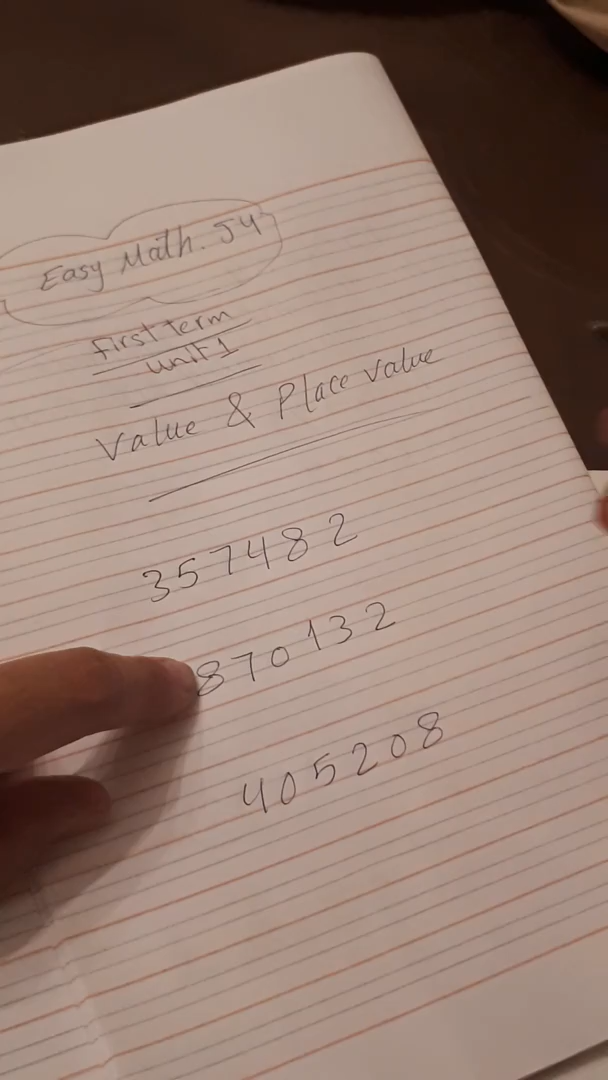 Easy Math. J4
first term
unit 1
Value & Place value
357482
870132
405208